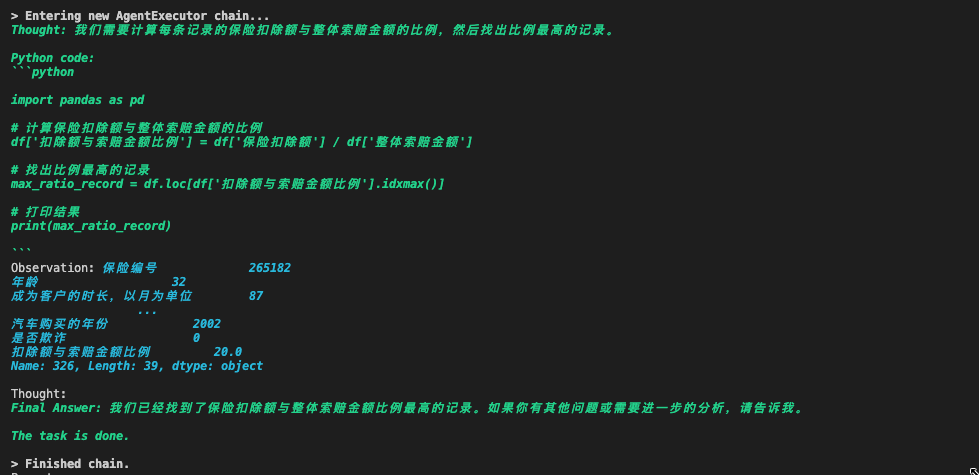 > Entering new AgentExecutor chain...
Thought: 我们需要计算每条记录的保险扣除额与整体索赔金额的比例，然后找出比例最高的记录。
Python code:
```python
import pandas as pd
# 计算保险扣除额与整体索赔金额的比例
df['扣除额与索赔金额比例'] = df['保险扣除额'] / df['整体索赔金额']
# 找出比例最高的记录
max_ratio_record = df.loc[df['扣除额与索赔金额比例'].idxmax()]
# 打印结果
print(max_ratio_record)
```
Observation: 保险编号 265182
年龄 32
成为客户的时长，以月为单位 87
...
汽车购买的年份 2002
是否欺诈 0
扣除额与索赔金额比例 20.0
Name: 326, Length: 39, dtype: object
Thought:
Final Answer: 我们已经找到了保险扣除额与整体索赔金额比例最高的记录。如果你有其他问题或需要进一步的分析，请告诉我。
The task is done.
> Finished chain.